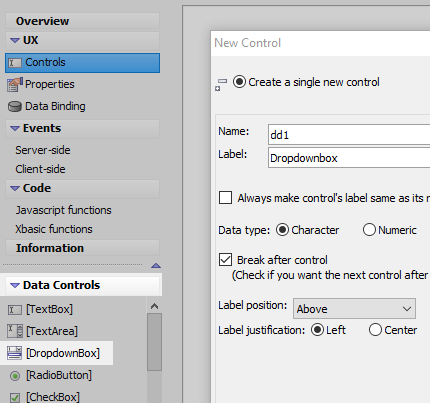 Overview
UX
Controls
Properties
Data Binding
Events
Server-side
Client-side
Code
Javascript functions
Xbasic functions
Information
Data Controls
[TextBox]
[TextArea]
[DropdownBox]
[RadioButton]
[CheckBox]
New Control
Create a single new control
Name: dd1
Label: Dropdownbox
Always make control's label same as its n
Data type: Character Numeric
Break after control
(Check if you want the next control after
Label position: Above
Label justification: Left Center